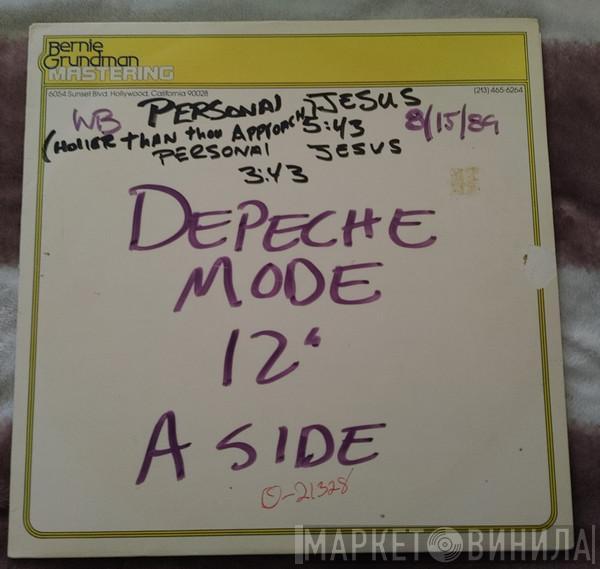 Bernie
Grundman
MASTERING
6054 Sunset Blvd. Hollywood, California 90028 (213) 465-6264
WB PERSONAl JESUS 8/15/89
(HOLIER THAN THOU APPROACH) 5:43
PERSONAl JESUS
3:43
DEPECHE
MODE
12"
A SIDE
0-21328
МАРКЕТ ВИНИЛА